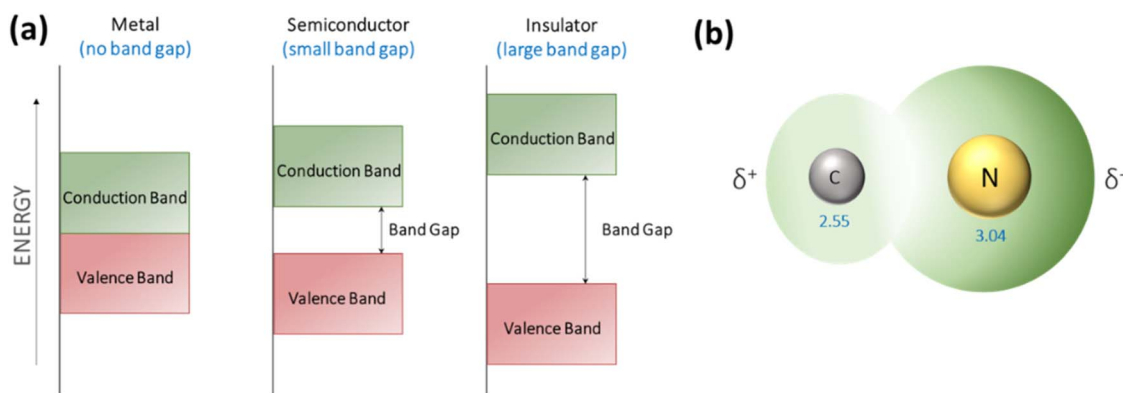 (a)
Metal
(no band gap)
Semiconductor
(small band gap)
Insulator
(large band gap)
ENERGY
Conduction Band
Valence Band
Conduction Band
Band Gap
Valence Band
Conduction Band
Band Gap
Valence Band
(b)
δ+
C
2.55
N
3.04
δ-